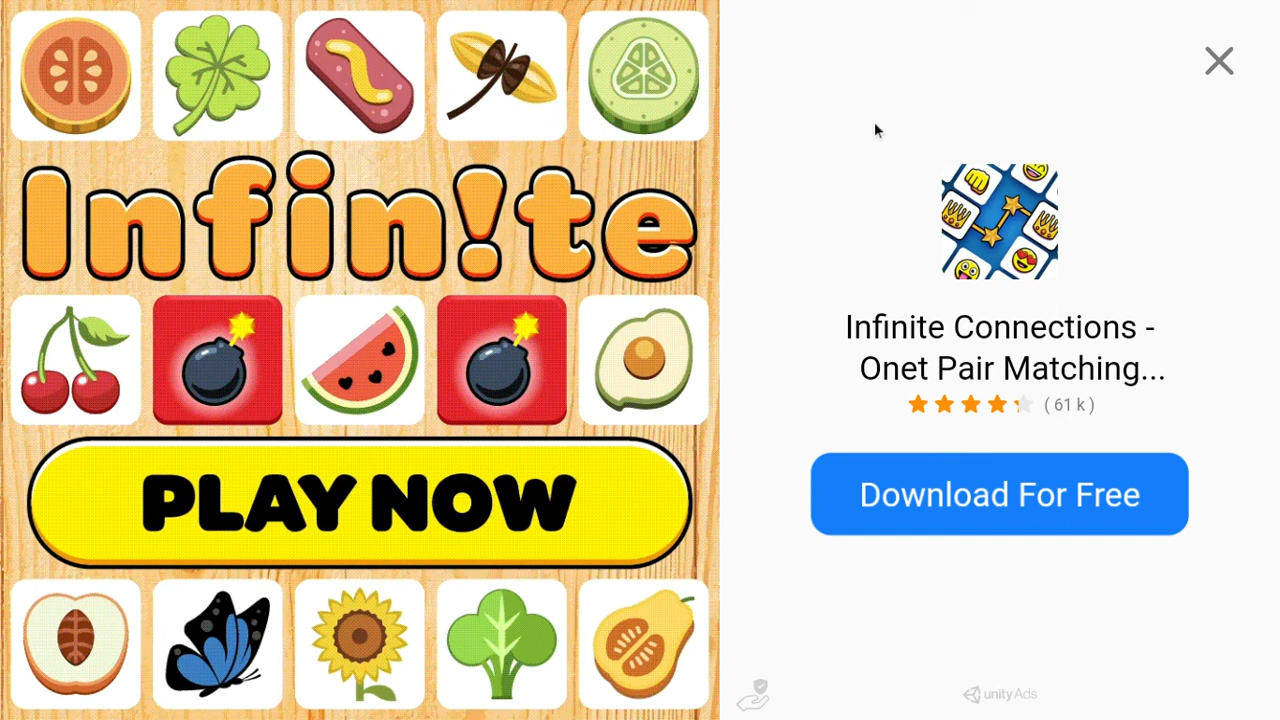 Infin!te
PLAY NOW
Infinite Connections -
Onet Pair Matching...
( 61 k )
Download For Free
unity Ads